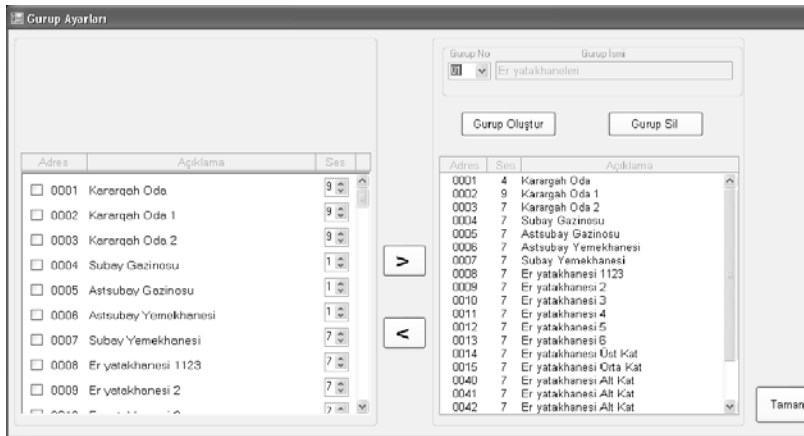 Gurup Ayarları
Gurup No Gurup İsmi
01 Er yatakhaneleri
Gurup Oluştur Gurup Sil
Adres Açıklama Ses
0001 Karargah Oda 9
0002 Karargah Oda 1 9
0003 Karargah Oda 2 9
0004 Subay Gazinosu 1
0005 Astsubay Gazinosu 1
0006 Astsubay Yemekhanesi 1
0007 Subay Yemekhanesi 7
0008 Er yatakhanesi 1123 7
0009 Er yatakhanesi 2 7
>
<
Adres Ses Açıklama
0001 4 Karargah Oda
0002 9 Karargah Oda 1
0003 7 Karargah Oda 2
0004 7 Subay Gazinosu
0005 7 Astsubay Gazinosu
0006 7 Astsubay Yemekhanesi
0007 7 Subay Yemekhanesi
0008 7 Er yatakhanesi 1123
0009 7 Er yatakhanesi 2
0010 7 Er yatakhanesi 3
0011 7 Er yatakhanesi 4
0012 7 Er yatakhanesi 5
0013 7 Er yatakhanesi 6
0014 7 Er yatakhanesi Üst Kat
0015 7 Er yatakhanesi Orta Kat
0040 7 Er yatakhanesi Alt Kat
0041 7 Er yatakhanesi Alt Kat
0042 7 Er yatakhanesi Alt Kat